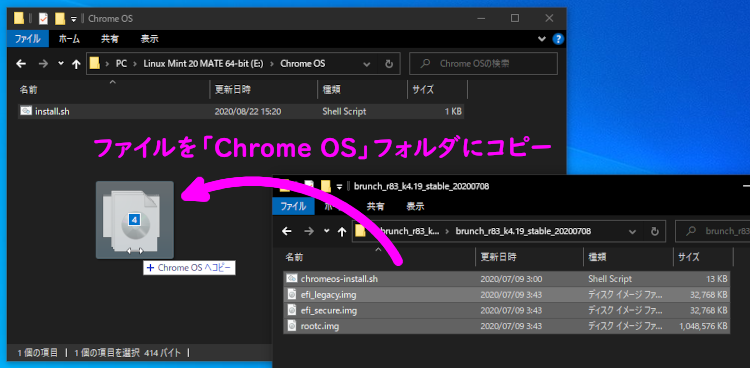 Chrome OS
ファイル ホーム 共有 表示
PC Linux Mint 20 MATE 64-bit (E:) Chrome OS Chrome OSの検索
名前 更新日時 種類 サイズ
install.sh 2020/08/22 15:20 Shell Script 1 KB
ファイルを「Chrome OS」フォルダにコピー
4
+ Chrome OS へコピー
1 個の項目 1 個の項目を選択 414 バイト
brunch_r83_k4.19_stable_20200708
ファイル 共有 表示
brunch_r83_k... brunch_r83_k4.19_stable_20200708 brunch_r83
名前 更新日時 種類 サイズ
chromeos-install.sh 2020/07/09 3:00 Shell Script 13 KB
efi_legacy.img 2020/07/09 3:43 ディスク イメージ ファ... 32,768 KB
efi_secure.img 2020/07/09 3:43 ディスク イメージ ファ... 32,768 KB
rootc.img 2020/07/09 3:43 ディスク イメージ ファ... 1,048,576 KB